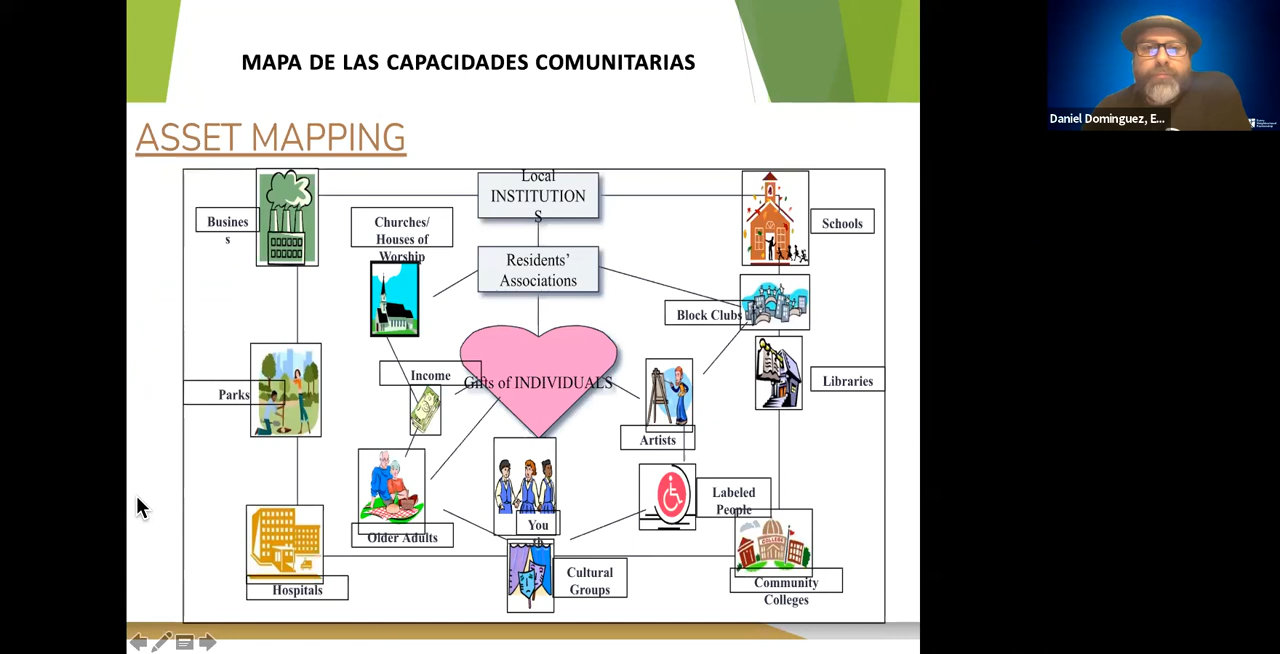 MAPA DE LAS CAPACIDADES COMUNITARIAS
ASSET MAPPING
Local
INSTITUTION
S
Busines
s
Churches/
Houses of
Worship
Schools
Residents'
Associations
Block Clubs
Income
Gifts of INDIVIDUALS
Libraries
Parks
Artists
Labeled
People
Older Adults
You
th
Cultural
Groups
Hospitals
Community
Colleges
COLLEGE
Daniel Dominguez, E...